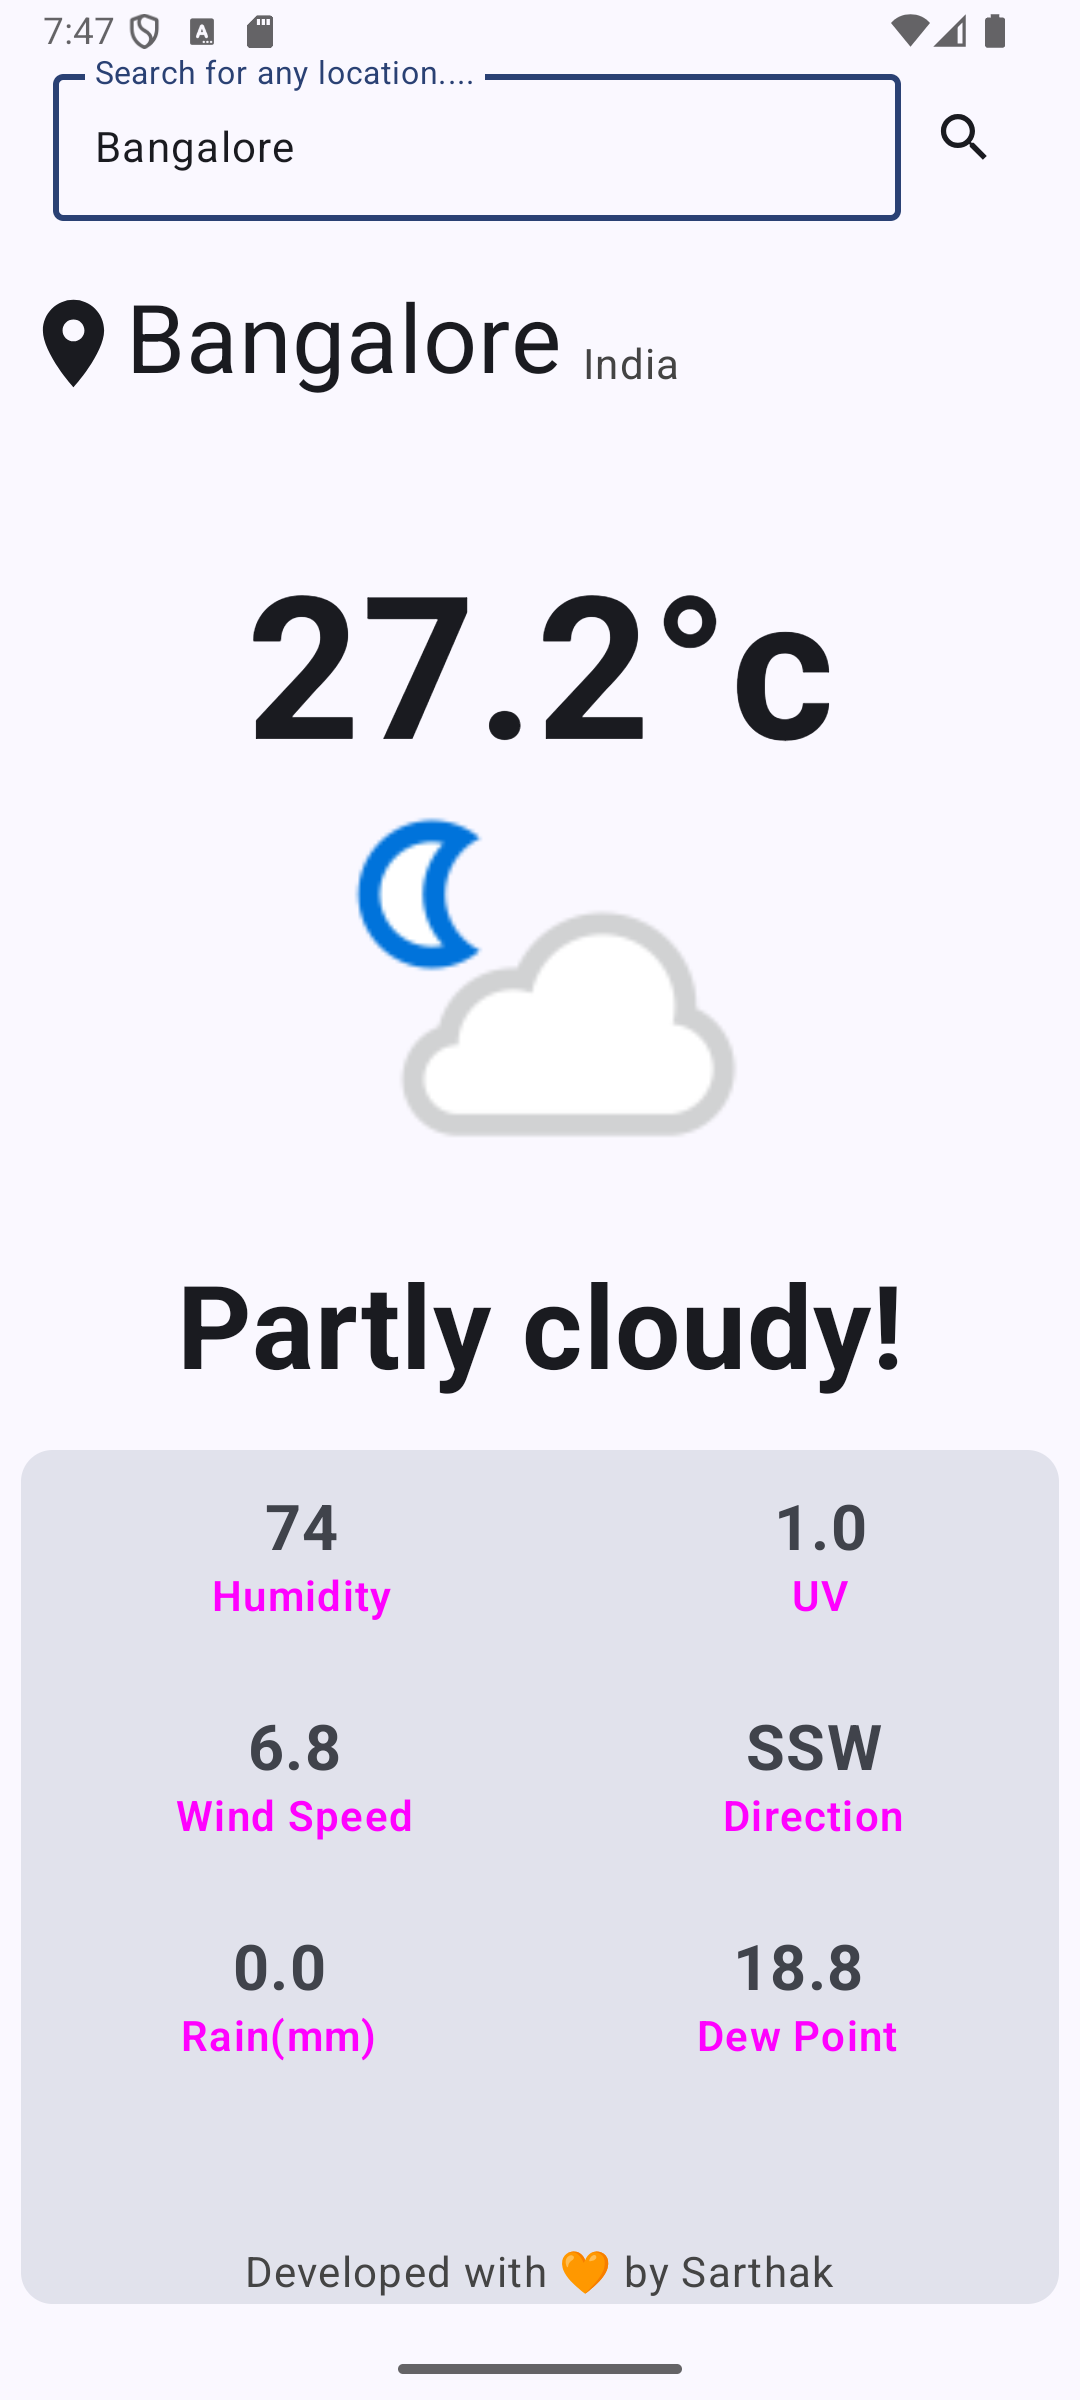 7:47
Search for any location....
Bangalore
Bangalore India
27.2°c
Partly cloudy!
74 1.0
Humidity UV
6.8 SSW
Wind Speed Direction
0.0 18.8
Rain(mm) Dew Point
Developed with 🧡 by Sarthak